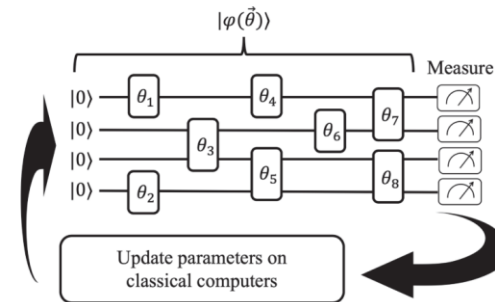 |φ(θ⃗)⟩
Measure
|0⟩ θ₁ θ₄ θ₇
|0⟩ θ₃ θ₆
|0⟩ θ₅ θ₈
|0⟩ θ₂
Update parameters on
classical computers